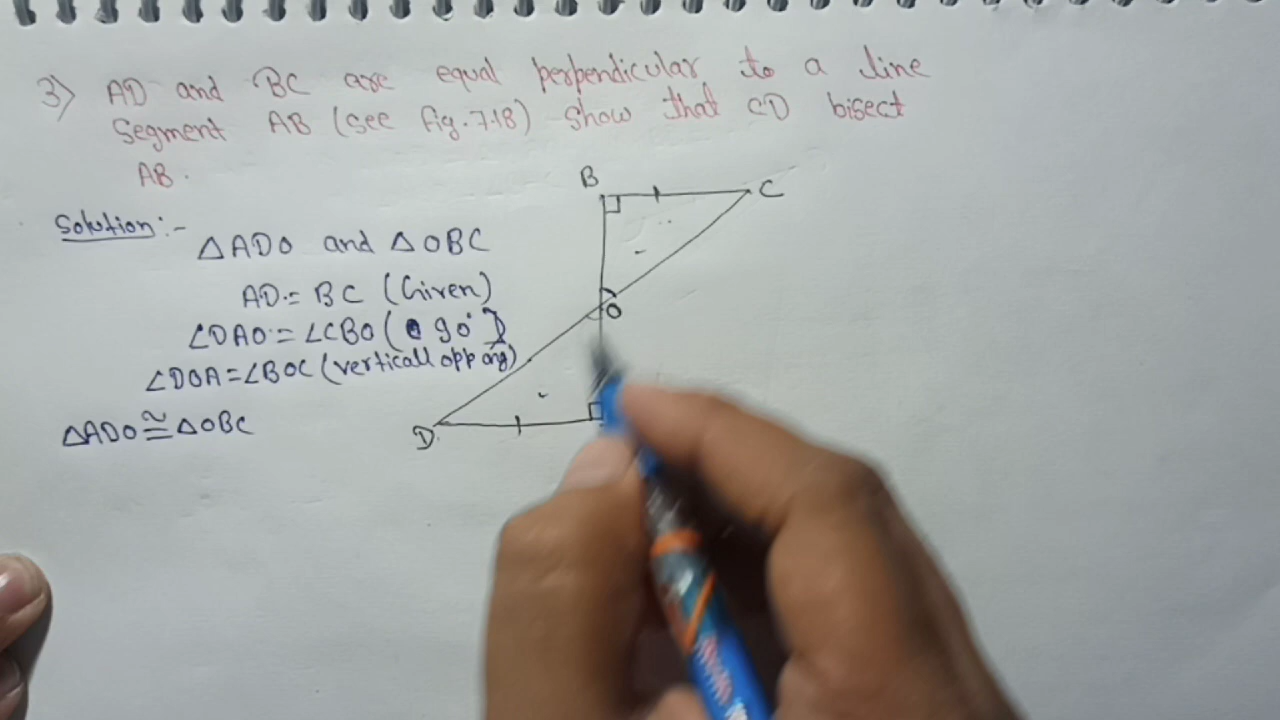 3) AD and BC are equal perpendicular to a line
Segment AB (see fig. 7.18) show that CD bisect
AB.
Solution:-
△ADO and △OBC
AD = BC (Given)
∠DAO = ∠CBO ( 90°)
∠DOA = ∠BOC (verticall opp ang)
△ADO ≅ △OBC
B
C
O
D